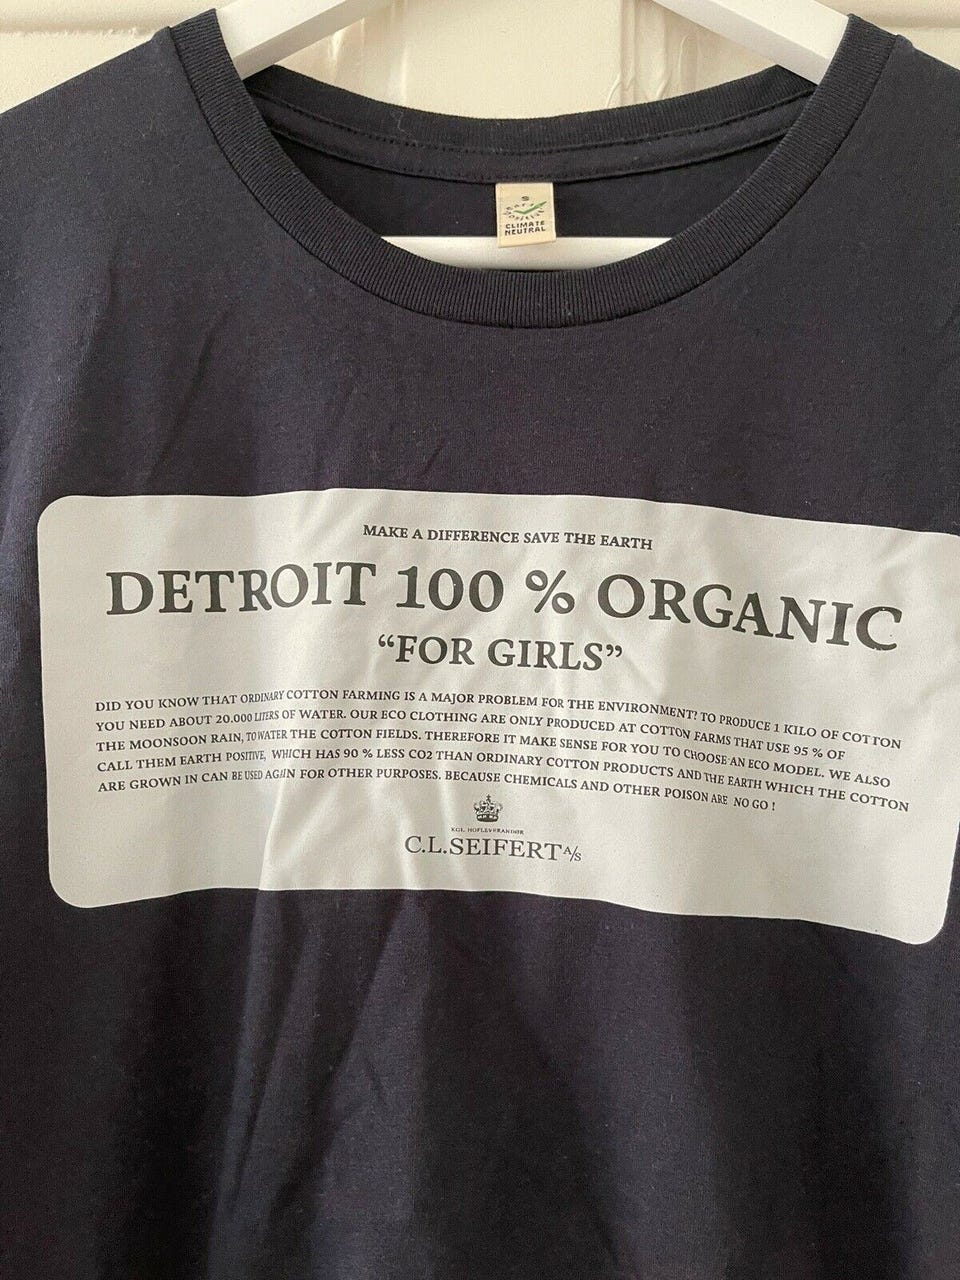 S
EARTH
POSITIVE
CLIMATE
NEUTRAL
MAKE A DIFFERENCE SAVE THE EARTH
DETROIT 100 % ORGANIC
“FOR GIRLS”
DID YOU KNOW THAT ORDINARY COTTON FARMING IS A MAJOR PROBLEM FOR THE ENVIRONMENT? TO PRODUCE 1 KILO OF COTTON
YOU NEED ABOUT 20.000 LITERS OF WATER. OUR ECO CLOTHING ARE ONLY PRODUCED AT COTTON FARMS THAT USE 95 % OF
THE MOONSOON RAIN, TO WATER THE COTTON FIELDS. THEREFORE IT MAKE SENSE FOR YOU TO CHOOSE AN ECO MODEL. WE ALSO
CALL THEM EARTH POSITIVE, WHICH HAS 90 % LESS CO2 THAN ORDINARY COTTON PRODUCTS AND THE EARTH WHICH THE COTTON
ARE GROWN IN CAN BE USED AGAIN FOR OTHER PURPOSES. BECAUSE CHEMICALS AND OTHER POISON ARE NO GO !
KGL. HOFLEVERANDØR
C.L.SEIFERT A/S